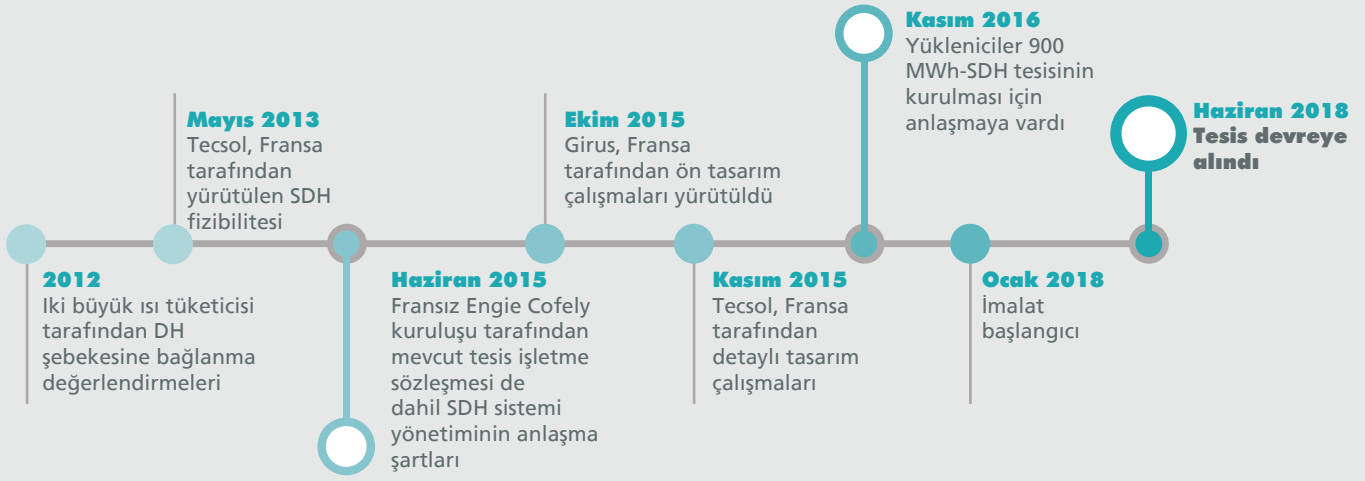 2012
Iki büyük ısı tüketicisi
tarafından DH
şebekesine bağlanma
değerlendirmeleri
Mayıs 2013
Tecsol, Fransa
tarafından
yürütülen SDH
fizibilitesi
Haziran 2015
Fransız Engie Cofely
kuruluşu tarafından
mevcut tesis işletme
sözleşmesi de
dahil SDH sistemi
yönetiminin anlaşma
şartları
Ekim 2015
Girus, Fransa
tarafından ön tasarım
çalışmaları yürütüldü
Kasım 2015
Tecsol, Fransa
tarafından
detaylı tasarım
çalışmaları
Kasım 2016
Yükleniciler 900
MWh-SDH tesisinin
kurulması için
anlaşmaya vardı
Ocak 2018
İmalat
başlangıcı
Haziran 2018
Tesis devreye
alındı